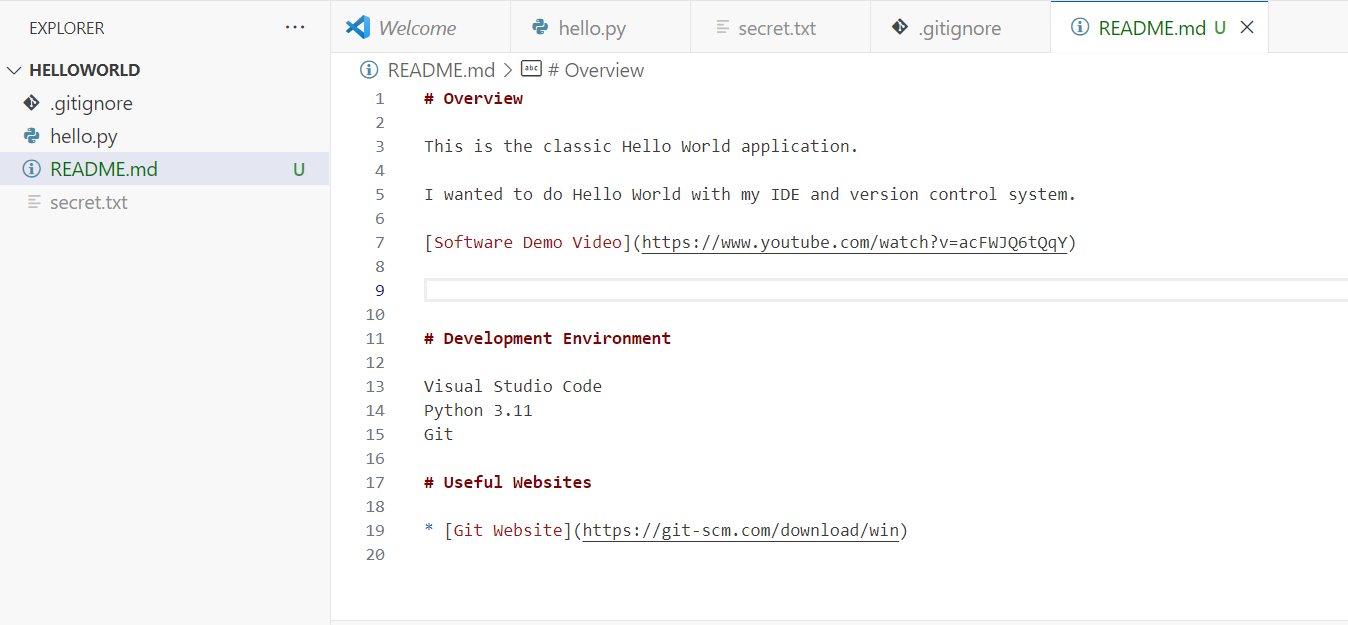 EXPLORER
···
HELLOWORLD
.gitignore
hello.py
README.md U
secret.txt
Welcome hello.py secret.txt .gitignore README.md U
README.md > abc # Overview
1 # Overview
2
3 This is the classic Hello World application.
4
5 I wanted to do Hello World with my IDE and version control system.
6
7 [Software Demo Video](https://www.youtube.com/watch?v=acFWJQ6tQqY)
8
9
10
11 # Development Environment
12
13 Visual Studio Code
14 Python 3.11
15 Git
16
17 # Useful Websites
18
19 * [Git Website](https://git-scm.com/download/win)
20